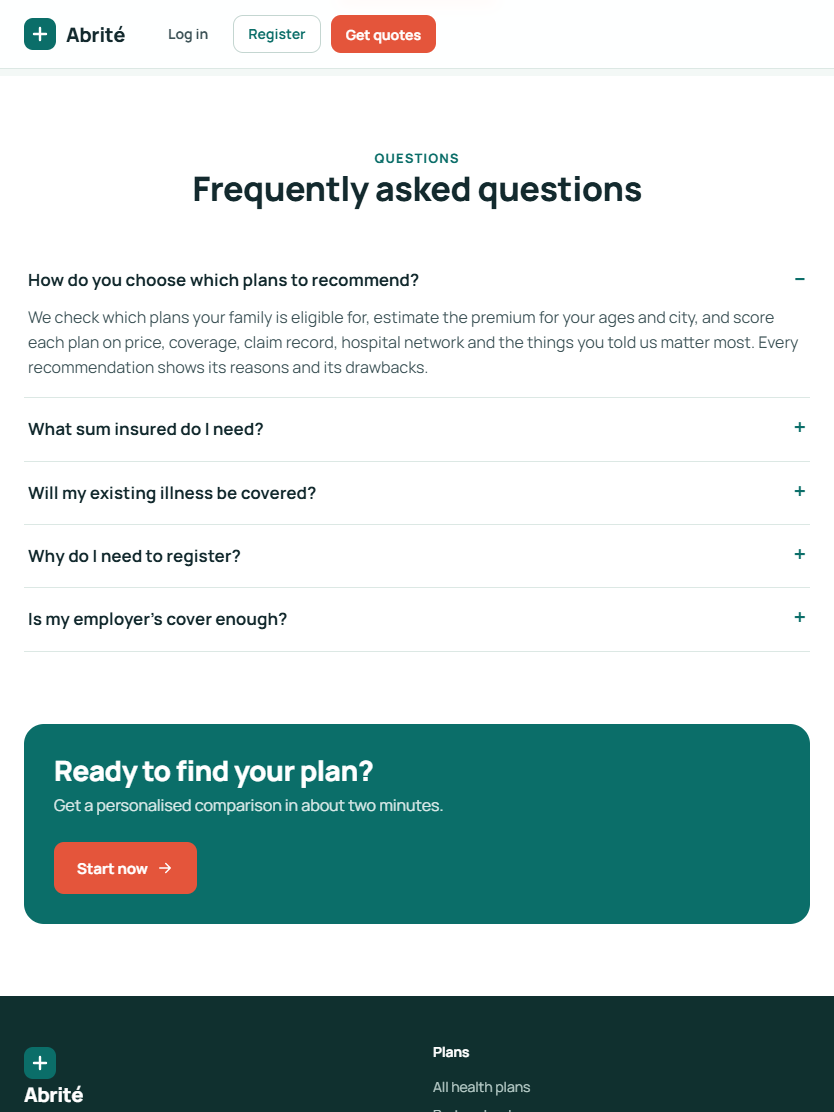 Abrité
Log in
Register
Get quotes
QUESTIONS
Frequently asked questions
How do you choose which plans to recommend?
We check which plans your family is eligible for, estimate the premium for your ages and city, and score
each plan on price, coverage, claim record, hospital network and the things you told us matter most. Every
recommendation shows its reasons and its drawbacks.
What sum insured do I need?
Will my existing illness be covered?
Why do I need to register?
Is my employer’s cover enough?
Ready to find your plan?
Get a personalised comparison in about two minutes.
Start now →
Plans
Abrité
All health plans